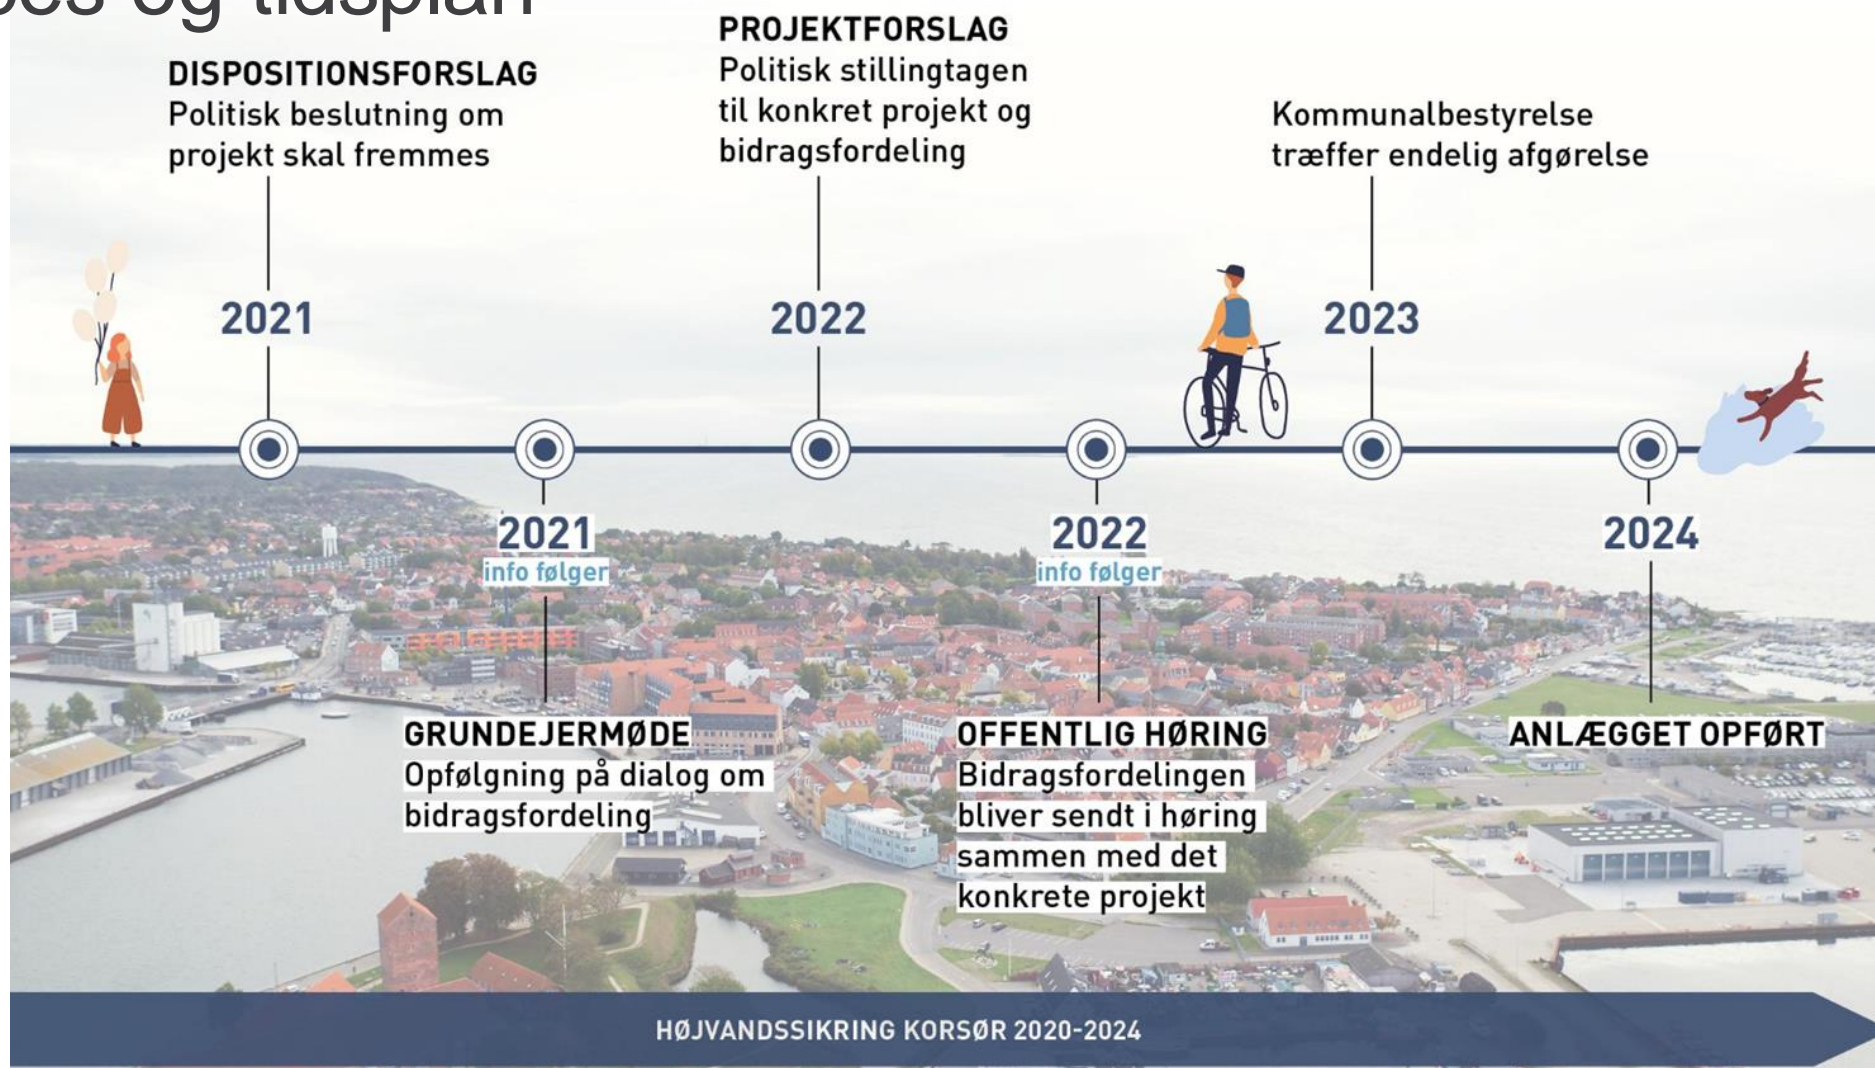 og tidsplan
DISPOSITIONSFORSLAG
Politisk beslutning om
projekt skal fremmes
2021
2021
info følger
GRUNDEJERMØDE
Opfølgning på dialog om
bidragsfordeling
PROJEKTFORSLAG
Politisk stillingtagen
til konkret projekt og
bidragsfordeling
2022
2022
info følger
OFFENTLIG HØRING
Bidragsfordelingen
bliver sendt i høring
sammen med det
konkrete projekt
Kommunalbestyrelse
træffer endelig afgørelse
2023
2024
ANLÆGGET OPFØRT
HØJVANDSSIKRING KORSØR 2020-2024